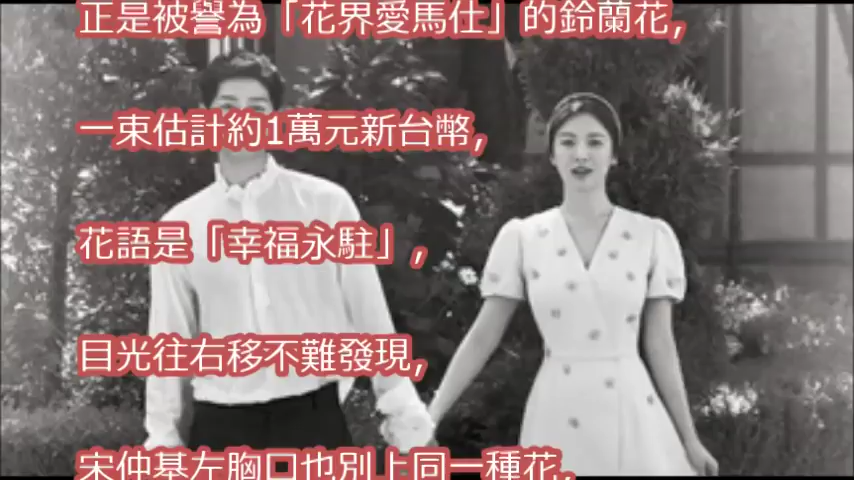 正是被譽為「花界愛馬仕」的鈴蘭花，
一束估計約1萬元新台幣，
花語是「幸福永駐」，
目光往右移不難發現，
宋仲基左胸口也別上同一種花，